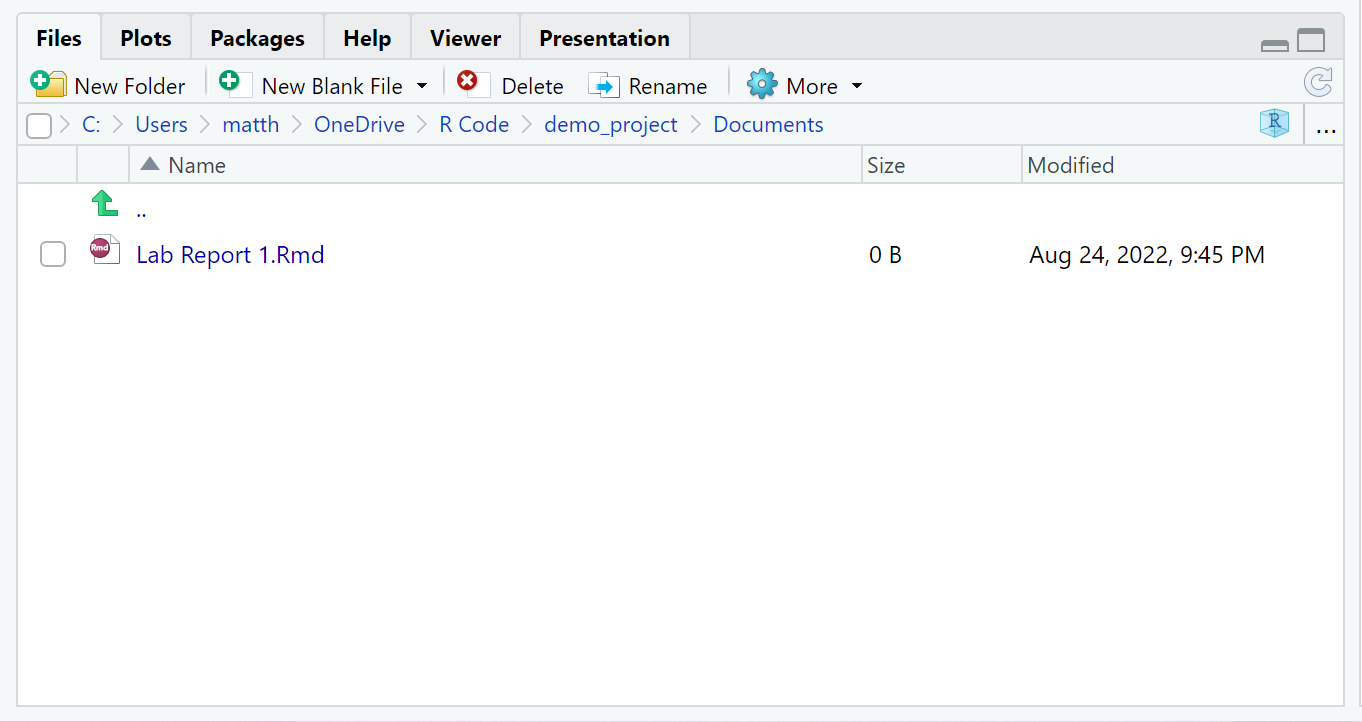 Files Plots Packages Help Viewer Presentation
New Folder New Blank File Delete Rename More
C: Users matth OneDrive R Code demo_project Documents R ...
Name Size Modified
..
Rmd Lab Report 1.Rmd 0 B Aug 24, 2022, 9:45 PM